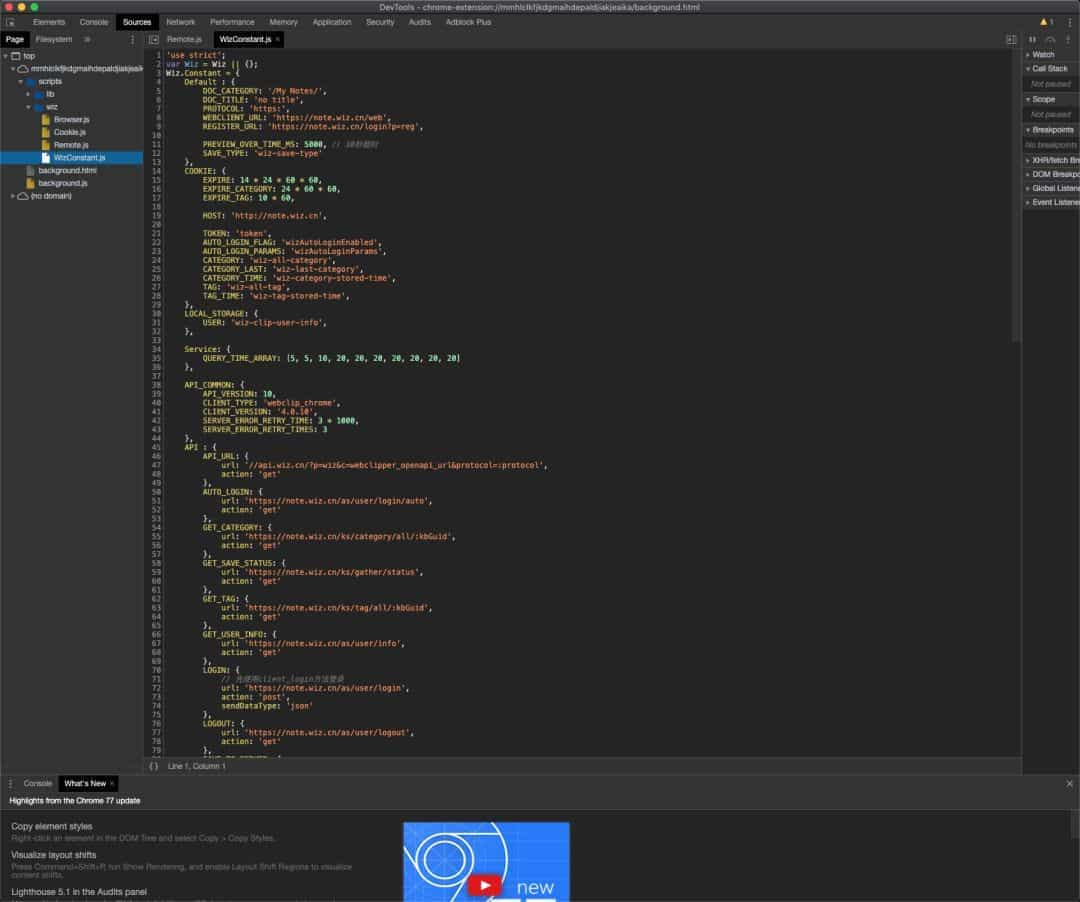 DevTools - chrome-extension://mmhlclkfjkdgmaihdepaldjiakjeaika/background.html
Elements Console Sources Network Performance Memory Application Security Audits Adblock Plus 1
Page Filesystem » Remote.js WizConstant.js ×
top
mmhlclkfjkdgmaihdepaldjiakjeaik
scripts
lib
wiz
Browser.js
Cookie.js
Remote.js
WizConstant.js
background.html
background.js
(no domain)
1 'use strict';
2 var Wiz = Wiz || {};
3 Wiz.Constant = {
4 Default : {
5 DOC_CATEGORY: '/My Notes/',
6 DOC_TITLE: 'no title',
7 PROTOCOL: 'https:',
8 WEBCLIENT_URL: 'https://note.wiz.cn/web',
9 REGISTER_URL: 'https://note.wiz.cn/login?p=reg',
10
11 PREVIEW_OVER_TIME_MS: 5000, //
12 SAVE_TYPE: 'wiz-save-type'
13 },
14 COOKIE: {
15 EXPIRE: 14 * 24 * 60 * 60,
16 EXPIRE_CATEGORY: 24 * 60 * 60,
17 EXPIRE_TAG: 10 * 60,
18
19 HOST: 'http://note.wiz.cn',
20
21 TOKEN: 'token',
22 AUTO_LOGIN_FLAG: 'wizAutoLoginEnabled',
23 AUTO_LOGIN_PARAMS: 'wizAutoLoginParams',
24 CATEGORY: 'wiz-all-category',
25 CATEGORY_LAST: 'wiz-last-category',
26 CATEGORY_TIME: 'wiz-category-stored-time',
27 TAG: 'wiz-all-tag',
28 TAG_TIME: 'wiz-tag-stored-time',
29 },
30 LOCAL_STORAGE: {
31 USER: 'wiz-clip-user-info',
32 },
33
34 Service: {
35 QUERY_TIME_ARRAY: [5, 5, 10, 20, 20, 20, 20, 20, 20, 20]
36 },
37
38 API_COMMON: {
39 API_VERSION: 10,
40 CLIENT_TYPE: 'webclip_chrome',
41 CLIENT_VERSION: '4.0.10',
42 SERVER_ERROR_RETRY_TIME: 3 * 1000,
43 SERVER_ERROR_RETRY_TIMES: 3
44 },
45 API : {
46 API_URL: {
47 url: '//api.wiz.cn/?p=wiz&c=webclipper_openapi_url&protocol=:protocol',
48 action: 'get'
49 },
50 AUTO_LOGIN: {
51 url: 'https://note.wiz.cn/as/user/login/auto',
52 action: 'get'
53 },
54 GET_CATEGORY: {
55 url: 'https://note.wiz.cn/ks/category/all/:kbGuid',
56 action: 'get'
57 },
58 GET_SAVE_STATUS: {
59 url: 'https://note.wiz.cn/ks/gather/status',
60 action: 'get'
61 },
62 GET_TAG: {
63 url: 'https://note.wiz.cn/ks/tag/all/:kbGuid',
64 action: 'get'
65 },
66 GET_USER_INFO: {
67 url: 'https://note.wiz.cn/as/user/info',
68 action: 'get'
69 },
70 LOGIN: {
71 // 先使用client_login方法登录
72 url: 'https://note.wiz.cn/as/user/login',
73 action: 'post',
74 sendDataType: 'json'
75 },
76 LOGOUT: {
77 url: 'https://note.wiz.cn/as/user/logout',
78 action: 'get'
79 },
{ } Line 1, Column 1
Watch
Call Stack
Not paused
Scope
Not paused
Breakpoints
No breakpoints
XHR/fetch Br
DOM Breakpo
Global Listene
Event Listene
Console What's New ×
Highlights from the Chrome 77 update
Copy element styles
Right-click an element in the DOM Tree and select Copy > Copy Styles.
Visualize layout shifts
Press Command+Shift+P, run Show Rendering, and enable Layout Shift Regions to visualize
content shifts.
Lighthouse 5.1 in the Audits panel
new